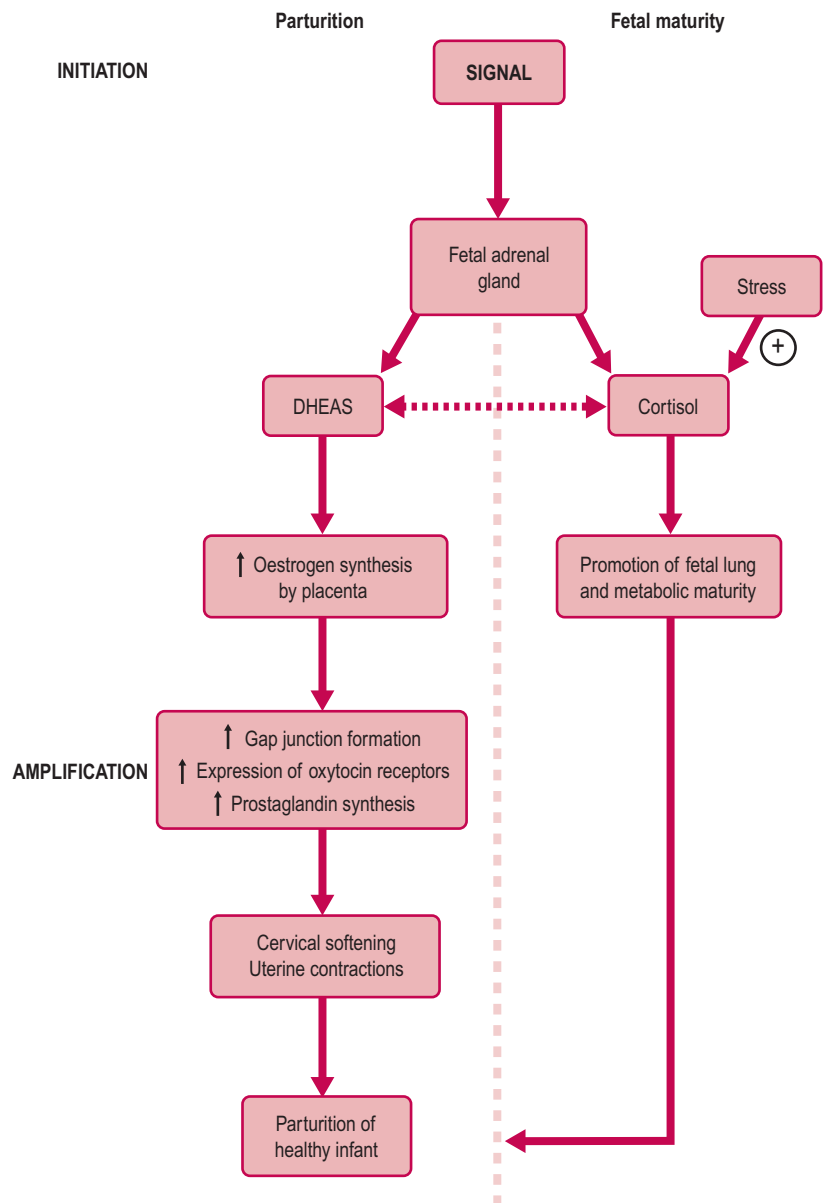 Parturition
Fetal maturity
INITIATION
SIGNAL
Fetal adrenal
gland
Stress
+
DHEAS
Cortisol
↑ Oestrogen synthesis
by placenta
Promotion of fetal lung
and metabolic maturity
AMPLIFICATION
↑ Gap junction formation
↑ Expression of oxytocin receptors
↑ Prostaglandin synthesis
Cervical softening
Uterine contractions
Parturition of
healthy infant